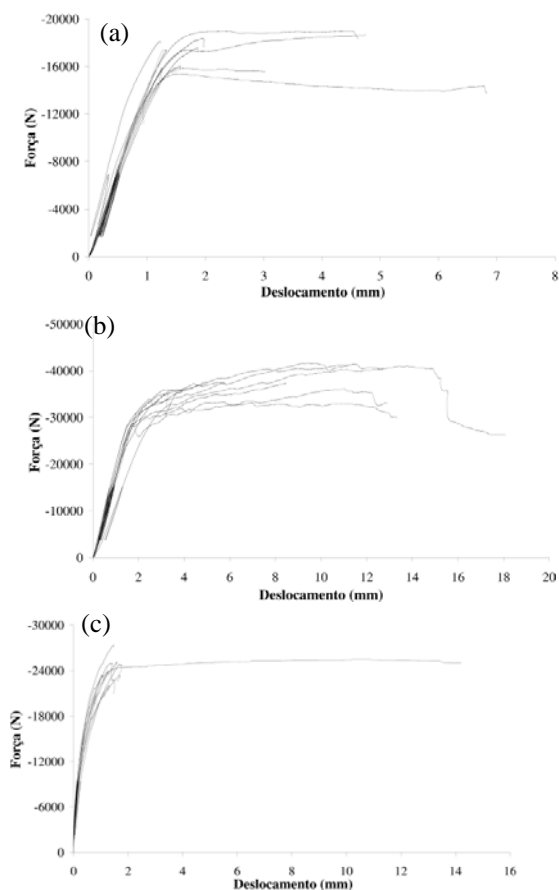 (a)
-20000
-16000
-12000
-8000
-4000
0
Força (N)
0 1 2 3 4 5 6 7 8
Deslocamento (mm)
(b)
-50000
-40000
-30000
-20000
-10000
0
Força (N)
0 2 4 6 8 10 12 14 16 18 20
Deslocamento (mm)
(c)
-30000
-24000
-18000
-12000
-6000
0
Força (N)
0 2 4 6 8 10 12 14 16
Deslocamento (mm)